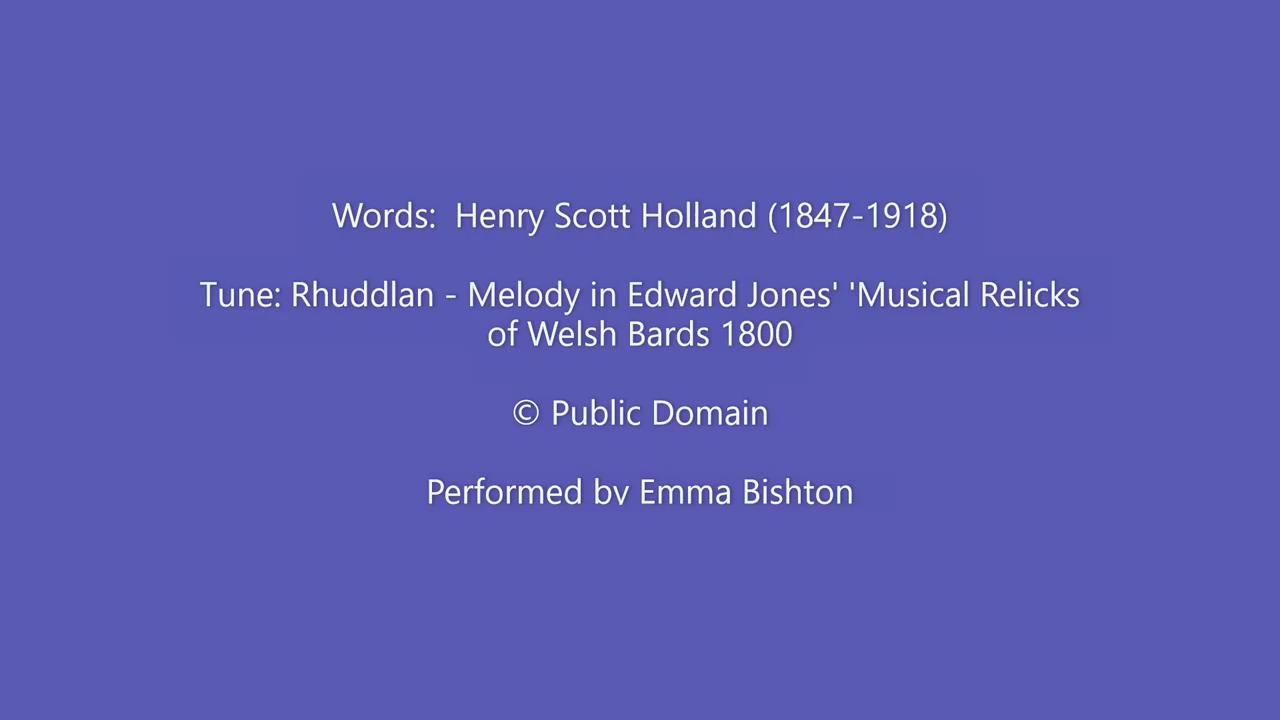 Words:  Henry Scott Holland (1847-1918)
Tune: Rhuddlan - Melody in Edward Jones' 'Musical Relicks
of Welsh Bards 1800
© Public Domain
Performed by Emma Bishton